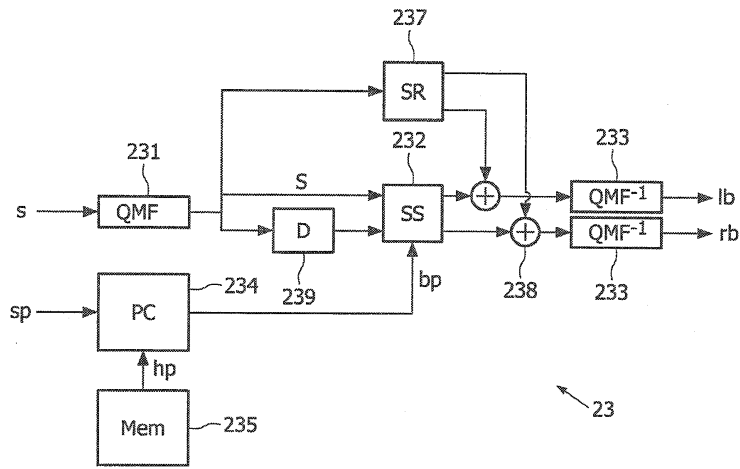 237
SR
231
232
233
s
QMF
S
SS
+
QMF-1
lb
D
+
QMF-1
rb
239
bp
238
233
sp
PC
234
hp
Mem
235
23